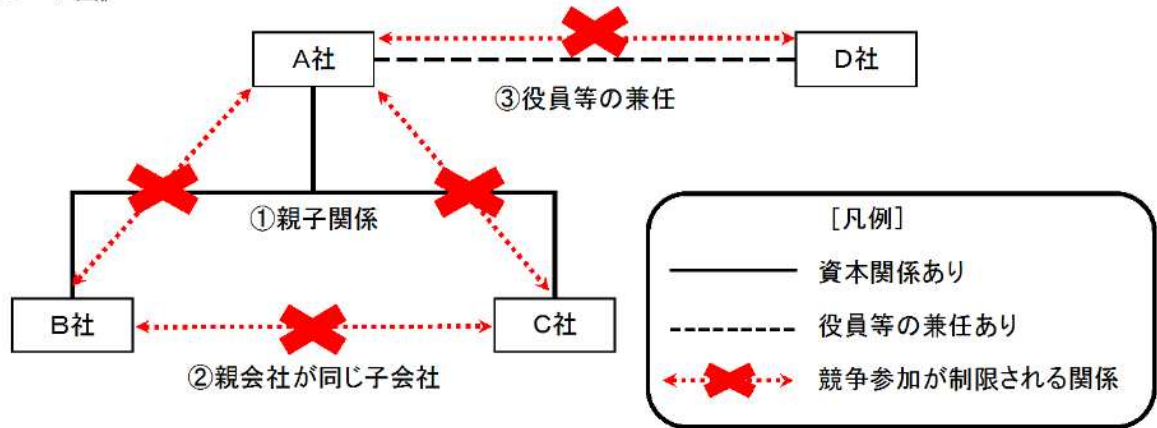 A社
D社
③役員等の兼任
①親子関係
[凡例]
資本関係あり
B社
C社
役員等の兼任あり
②親会社が同じ子会社
競争参加が制限される関係